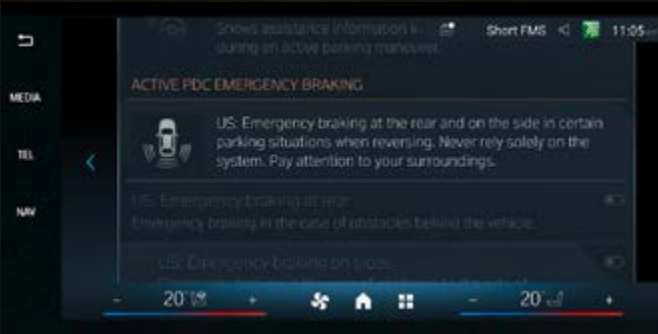 Shows assistance information
during an active parking maneuver.
Short FMS
11:05
MEDIA
TEL
NAV
ACTIVE PDC EMERGENCY BRAKING
US: Emergency braking at the rear and on the side in certain
parking situations when reversing. Never rely solely on the
system. Pay attention to your surroundings.
US: Emergency braking at rear
Emergency braking in the case of obstacles behind the vehicle.
US: Emergency braking on sides
- 20° + - 20° +